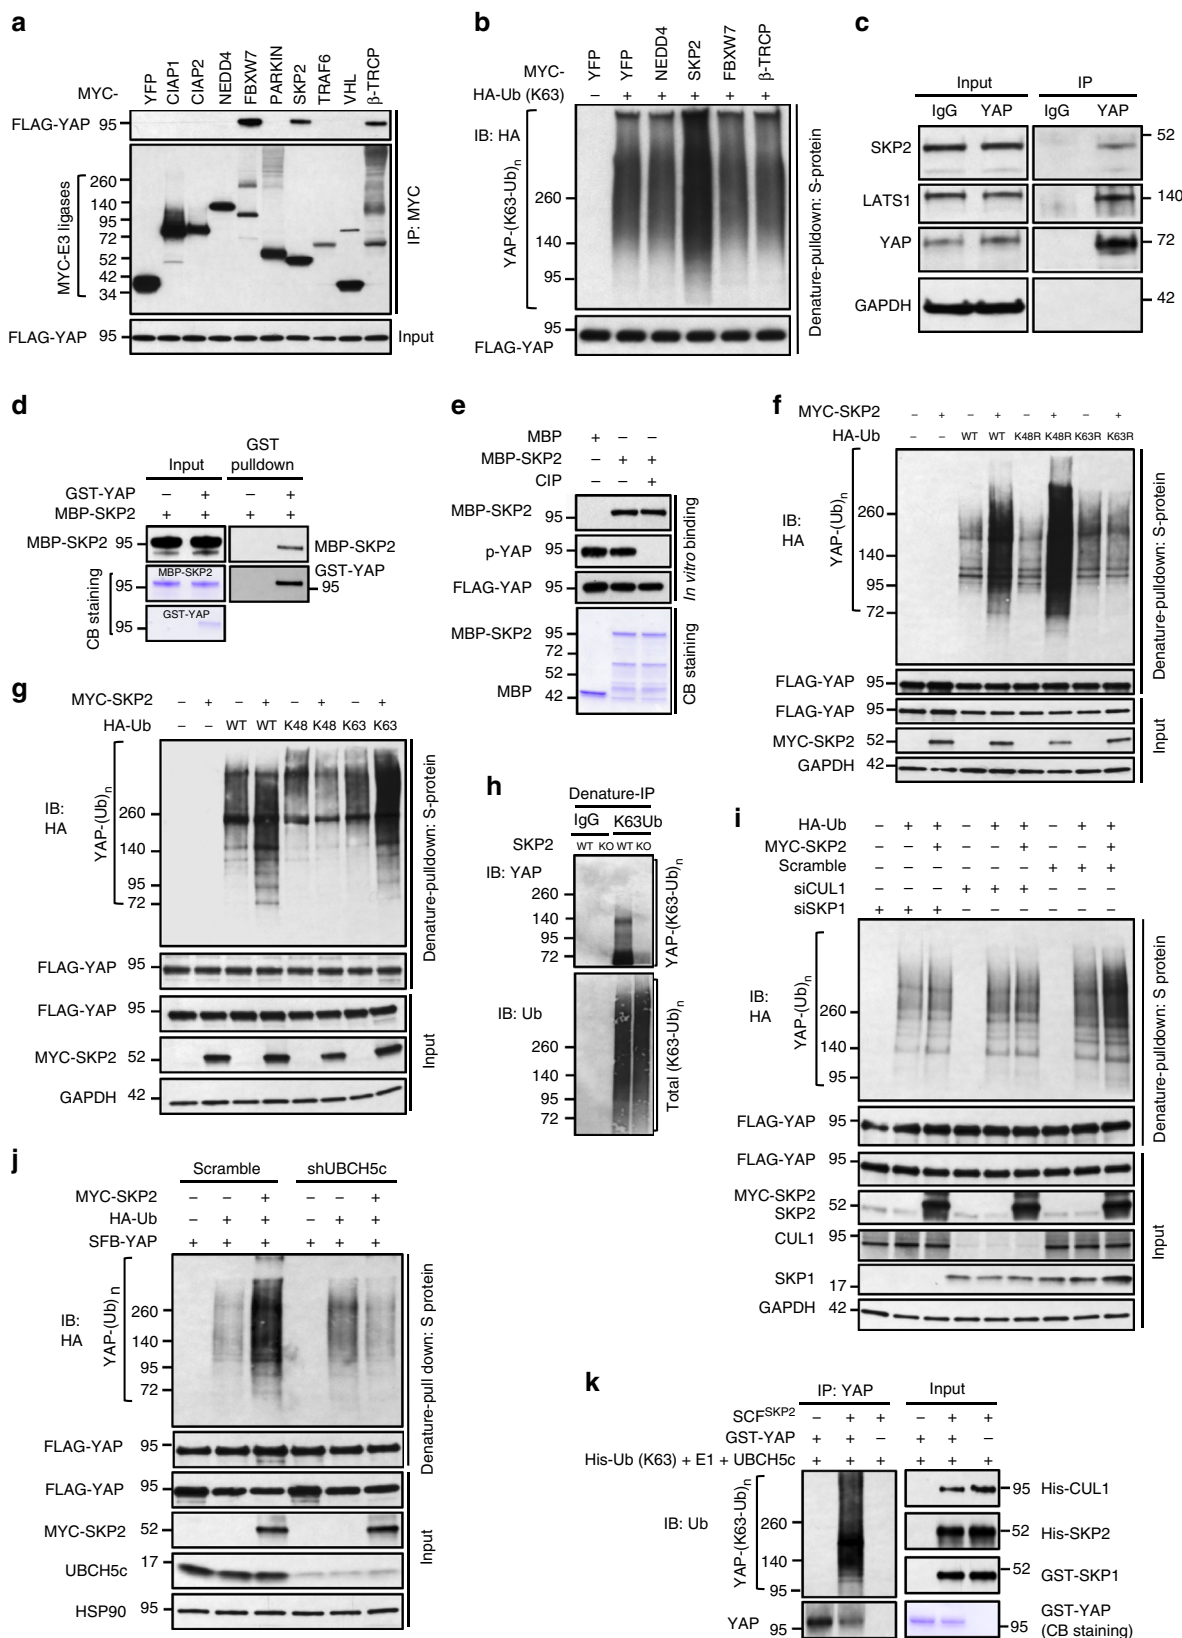 a
MYC-
YFP CIAP1 CIAP2 NEDD4 FBXW7 PARKIN SKP2 TRAF6 VHL β-TRCP
FLAG-YAP 95
MYC-E3 ligases
260
140
95
72
52
42
34
IP: MYC
FLAG-YAP 95 Input
b
MYC- YFP YFP NEDD4 SKP2 FBXW7 β-TRCP
HA-Ub (K63) – + + + + +
IB: HA
YAP-(K63-Ub)n
260
140
95
95
FLAG-YAP
Denature-pulldown: S-protein
c
Input IP
IgG YAP IgG YAP
SKP2 52
LATS1 140
YAP 72
GAPDH 42
d
Input GST pulldown
GST-YAP – + – +
MBP-SKP2 + + + +
MBP-SKP2 95 MBP-SKP2
CB staining
MBP-SKP2
95
GST-YAP
95
GST-YAP
95
e
MBP + – –
MBP-SKP2 – + +
CIP – – +
MBP-SKP2 95
p-YAP 95
FLAG-YAP 95
In vitro binding
MBP-SKP2 95
72
52
MBP 42
CB staining
f
MYC-SKP2 – + – + – + – +
HA-Ub – – WT WT K48R K48R K63R K63R
IB:
HA
YAP-(Ub)n
260
140
95
72
Denature-pulldown: S-protein
FLAG-YAP 95
FLAG-YAP 95
MYC-SKP2 52
GAPDH 42
Input
g
MYC-SKP2 – + – + – + – +
HA-Ub – – WT WT K48 K48 K63 K63
IB:
HA
YAP-(Ub)n
260
140
95
72
Denature-pulldown: S-protein
FLAG-YAP 95
FLAG-YAP 95
MYC-SKP2 52
GAPDH 42
Input
h
Denature-IP
IgG K63Ub
SKP2 WT KO WT KO
IB: YAP
260
140
95
72
YAP-(K63-Ub)n
IB: Ub
260
140
95
72
Total (K63-Ub)n
i
HA-Ub – + + – + + – + +
MYC-SKP2 – – + – – + – – +
Scramble – – – – – – + + +
siCUL1 – – – + + + – – –
siSKP1 + + + – – – – – –
IB:
HA
YAP-(Ub)n
260
140
95
Denature-pulldown: S protein
FLAG-YAP 95
FLAG-YAP 95
MYC-SKP2
SKP2 52
CUL1 95
SKP1 17
GAPDH 42
Input
j
Scramble shUBCH5c
MYC-SKP2 – – + – – +
HA-Ub – + + – + +
SFB-YAP + + + + + +
IB:
HA
YAP-(Ub)n
260
140
95
72
Denature-pull down: S protein
FLAG-YAP 95
FLAG-YAP 95
MYC-SKP2 52
UBCH5c 17
HSP90 95
Input
k
IP: YAP Input
SCFSKP2 – + + – + +
GST-YAP + + – + + –
His-Ub (K63) + E1 + UBCH5c + + + + + +
IB: Ub
YAP-(K63-Ub)n
260
140
95
YAP 95
95 His-CUL1
52 His-SKP2
52 GST-SKP1
95 GST-YAP
(CB staining)